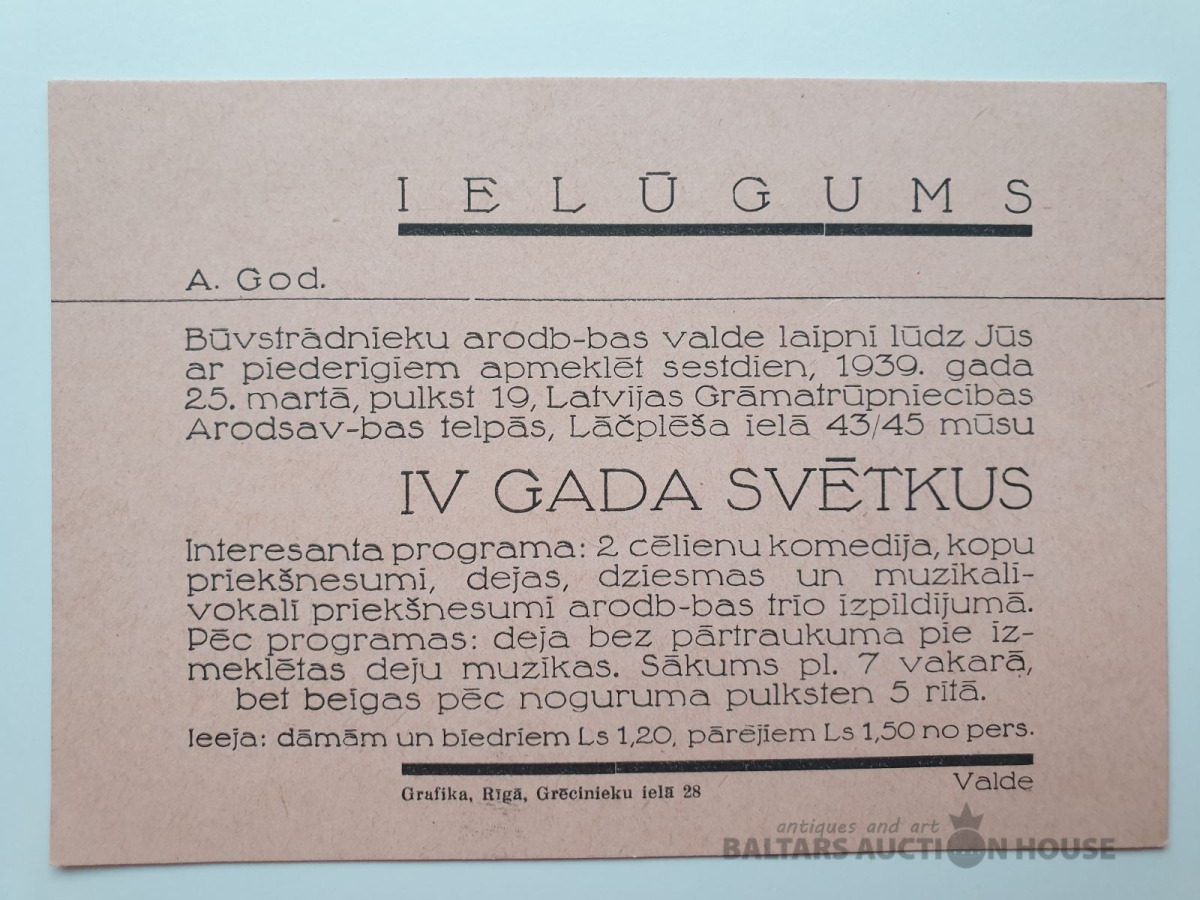 IELŪGUMS
A. God.
Būvstrādnieku arodb-bas valde laipni lūdz Jūs
ar piederīgiem apmeklēt sestdien, 1939. gada
25. martā, pulkst 19, Latvijas Grāmatrūpniecības
Arodsav-bas telpās, Lāčplēša ielā 43/45 mūsu
IV GADA SVĒTKUS
Interesanta programa: 2 cēlienu komēdija, kopu
priekšnesumi, dejas, dziesmas un muzikāli-
vokāli priekšnesumi arodb-bas trio izpildījumā.
Pēc programas: deja bez pārtraukuma pie iz-
meklētas deju muzikas. Sākums pl. 7 vakarā,
bet beigas pēc noguruma pulksten 5 rītā.
Ieeja: dāmām un biedriem Ls 1,20, pārējiem Ls 1,50 no pers.
Valde
Grafika, Rīgā, Grēcinieku ielā 28
antiques and art
BALTARS AUCTION HOUSE